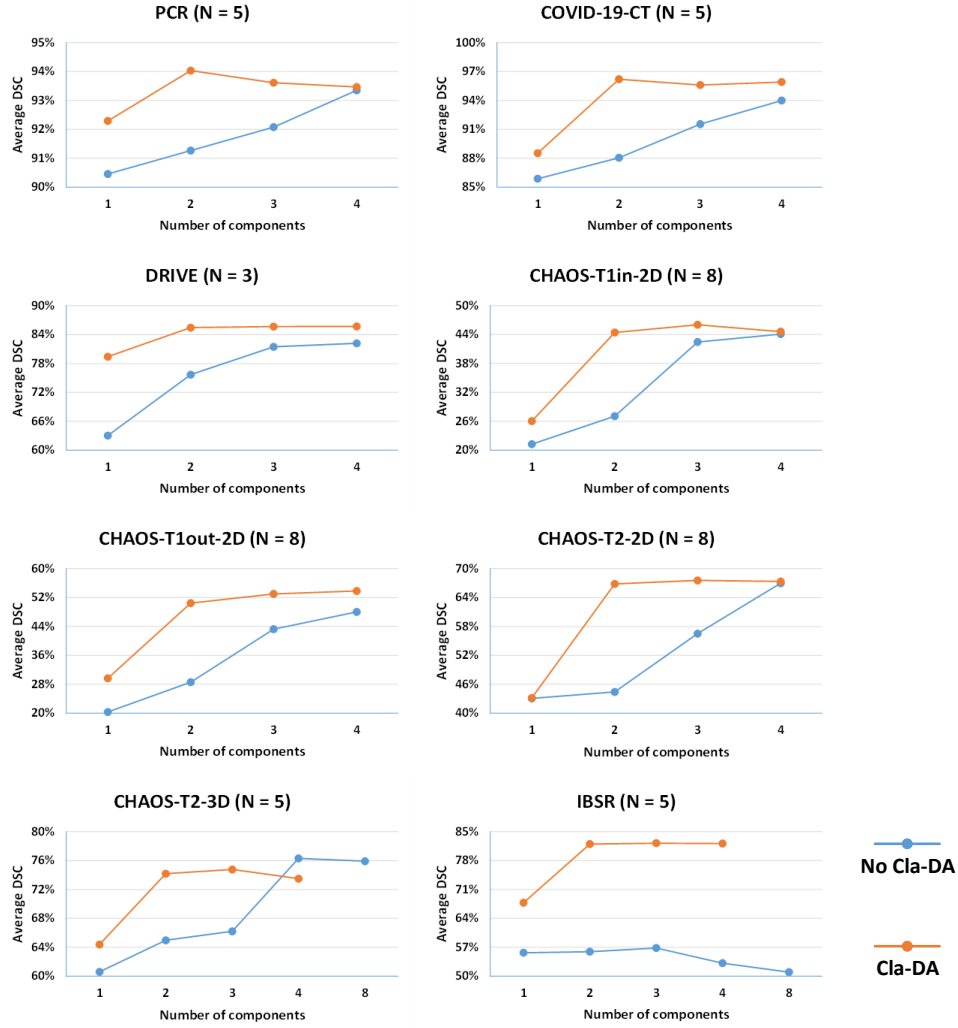 PCR (N = 5)
Average DSC
95%
94%
93%
92%
91%
90%
1 2 3 4
Number of components
COVID-19-CT (N = 5)
Average DSC
100%
97%
94%
91%
88%
85%
1 2 3 4
Number of components
DRIVE (N = 3)
Average DSC
90%
84%
78%
72%
66%
60%
1 2 3 4
Number of components
CHAOS-T1in-2D (N = 8)
Average DSC
50%
44%
38%
32%
26%
20%
1 2 3 4
Number of components
CHAOS-T1out-2D (N = 8)
Average DSC
60%
52%
44%
36%
28%
20%
1 2 3 4
Number of components
CHAOS-T2-2D (N = 8)
Average DSC
70%
64%
58%
52%
46%
40%
1 2 3 4
Number of components
CHAOS-T2-3D (N = 5)
Average DSC
80%
76%
72%
68%
64%
60%
1 2 3 4 8
Number of components
IBSR (N = 5)
Average DSC
85%
78%
71%
64%
57%
50%
1 2 3 4 8
Number of components
No Cla-DA
Cla-DA